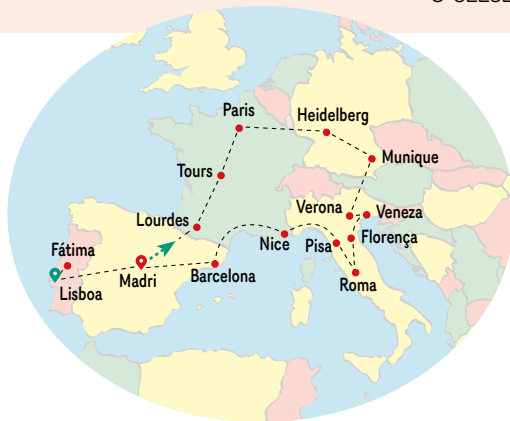 Paris
Heidelberg
Munique
Tours
Verona
Veneza
Lourdes
Nice
Pisa
Florença
Fátima
Lisboa
Madri
Barcelona
Roma